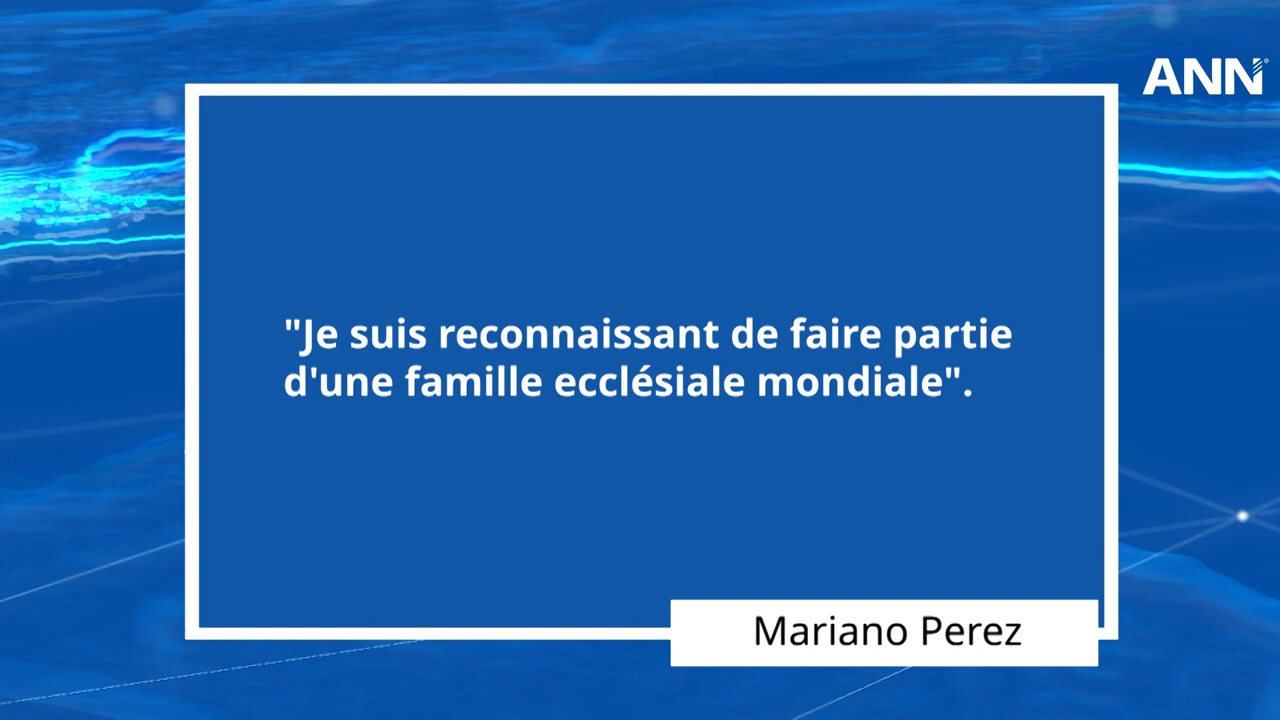 ANN
"Je suis reconnaissant de faire partie
d'une famille ecclésiale mondiale".
Mariano Perez